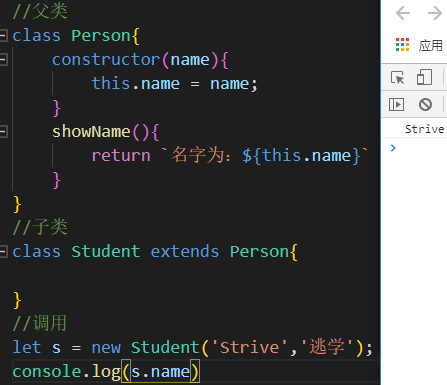 //父类
class Person{
    constructor(name){
        this.name = name;
    }
    showName(){
        return `名字为：${this.name}`
    }
}
//子类
class Student extends Person{

}
//调用
let s = new Student('Strive','逃学');
console.log(s.name)
应用
Strive